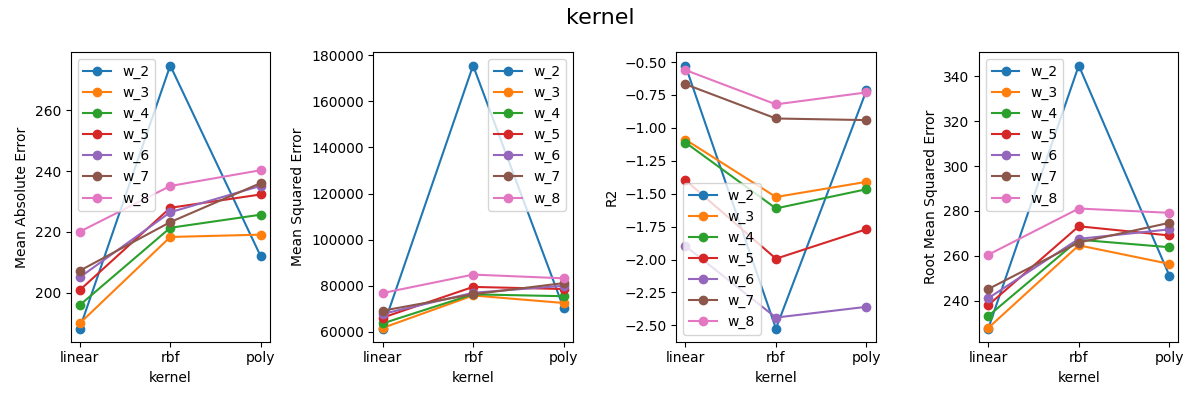 kernel
Mean Absolute Error
260
240
220
200
w_2
w_3
w_4
w_5
w_6
w_7
w_8
linear rbf poly
kernel
Mean Squared Error
180000
160000
140000
120000
100000
80000
60000
w_2
w_3
w_4
w_5
w_6
w_7
w_8
linear rbf poly
kernel
R2
−0.50
−0.75
−1.00
−1.25
−1.50
−1.75
−2.00
−2.25
−2.50
w_2
w_3
w_4
w_5
w_6
w_7
w_8
linear rbf poly
kernel
Root Mean Squared Error
340
320
300
280
260
240
w_2
w_3
w_4
w_5
w_6
w_7
w_8
linear rbf poly
kernel